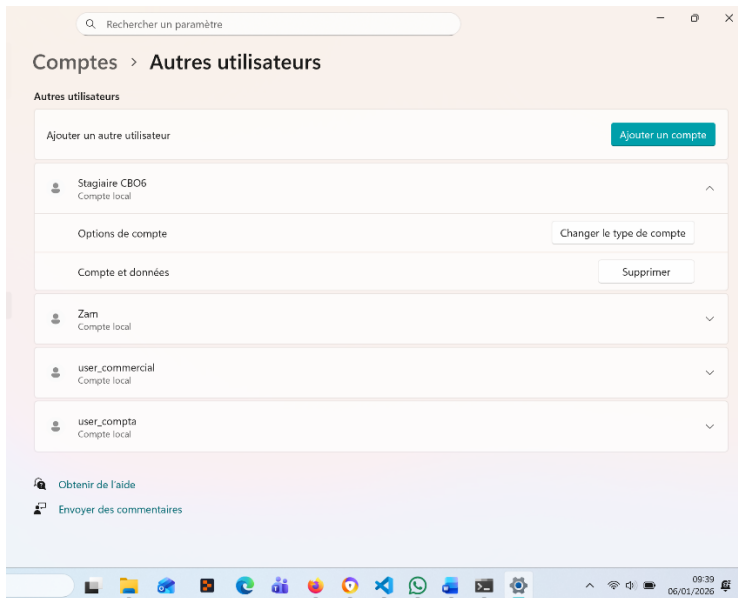 Rechercher un paramètre
Comptes > Autres utilisateurs
Autres utilisateurs
Ajouter un autre utilisateur
Ajouter un compte
Stagiaire CBO6
Compte local
Options de compte
Changer le type de compte
Compte et données
Supprimer
Zam
Compte local
user_commercial
Compte local
user_compta
Compte local
Obtenir de l'aide
Envoyer des commentaires
09:39
06/01/2026